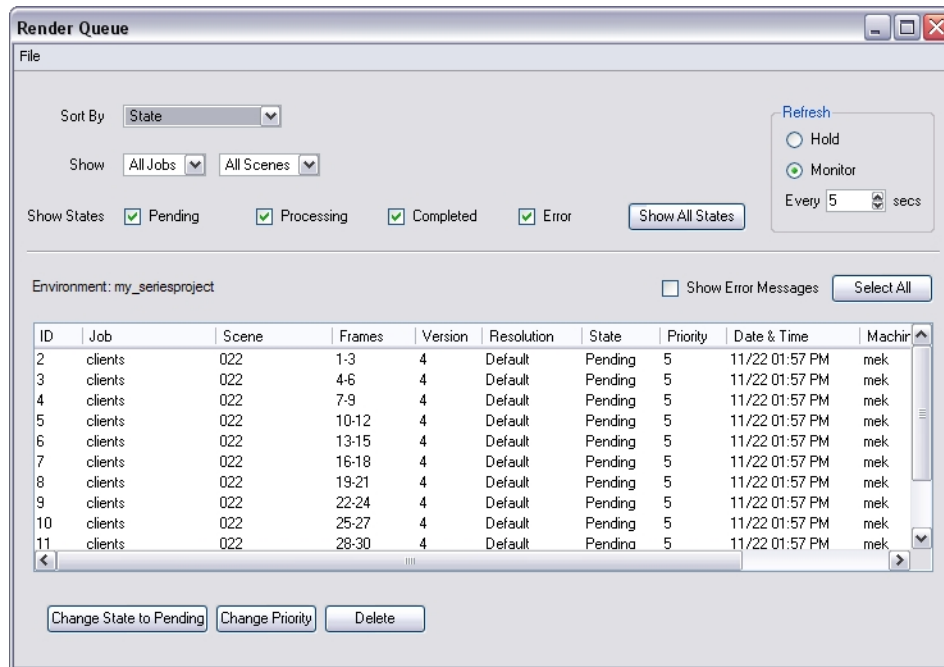 Render Queue
File
Sort By State
Show All Jobs All Scenes
Show States Pending Processing Completed Error Show All States
Refresh
Hold
Monitor
Every 5 secs
Environment: my_seriesproject Show Error Messages Select All
ID Job Scene Frames Version Resolution State Priority Date & Time Machin
2 clients 022 1-3 4 Default Pending 5 11/22 01:57 PM mek
3 clients 022 4-6 4 Default Pending 5 11/22 01:57 PM mek
4 clients 022 7-9 4 Default Pending 5 11/22 01:57 PM mek
5 clients 022 10-12 4 Default Pending 5 11/22 01:57 PM mek
6 clients 022 13-15 4 Default Pending 5 11/22 01:57 PM mek
7 clients 022 16-18 4 Default Pending 5 11/22 01:57 PM mek
8 clients 022 19-21 4 Default Pending 5 11/22 01:57 PM mek
9 clients 022 22-24 4 Default Pending 5 11/22 01:57 PM mek
10 clients 022 25-27 4 Default Pending 5 11/22 01:57 PM mek
11 clients 022 28-30 4 Default Pending 5 11/22 01:57 PM mek
Change State to Pending Change Priority Delete